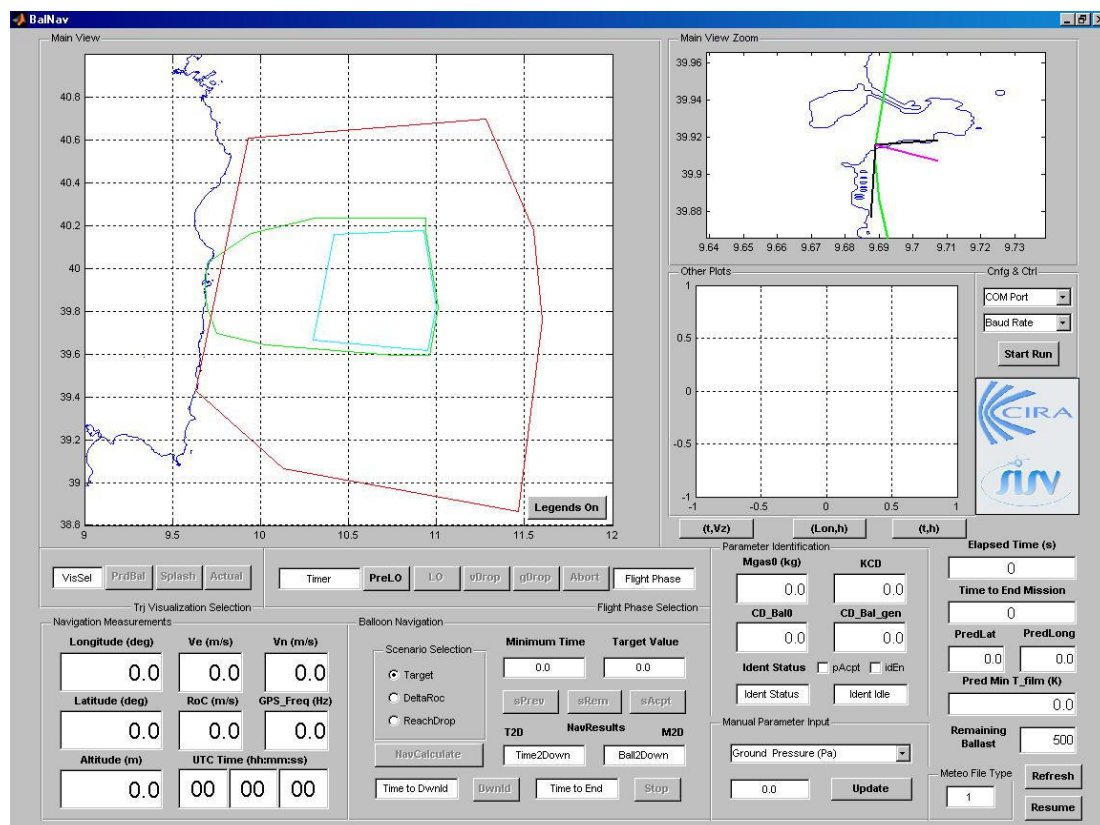 BalNav
Main View
40.8
40.6
40.4
40.2
40
39.8
39.6
39.4
39.2
39
38.8
9 9.5 10 10.5 11 11.5 12
Legends On
Main View Zoom
39.96
39.94
39.92
39.9
39.88
9.64 9.65 9.66 9.67 9.68 9.69 9.7 9.71 9.72 9.73
Other Plots
1
0.5
0
-0.5
-1
-1 -0.5 0 0.5 1
(t,Vz) (Lon,h) (t,h)
Cnfg & Ctrl
COM Port
Baud Rate
Start Run
CIRA
SISV
VisSel PrdBal Splash Actual
Trj Visualization Selection
Timer PreLO LO vDrop gDrop Abort Flight Phase
Flight Phase Selection
Navigation Measurements
Longitude (deg) Ve (m/s) Vn (m/s)
0.0 0.0 0.0
Latitude (deg) RoC (m/s) GPS_Freq (Hz)
0.0 0.0 0.0
Altitude (m) UTC Time (hh:mm:ss)
0.0 00 00 00
Balloon Navigation
Scenario Selection
Target
DeltaRoc
ReachDrop
NavCalculate
Minimum Time Target Value
0.0 0.0
sPrev sRem sAcpt
T2D NavResults M2D
Time2Down Ball2Down
Time to Dwnld Dwnld Time to End Stop
Parameter Identification
Mgas0 (kg) KCD
0.0 0.0
CD_Bal0 CD_Bal_gen
0.0 0.0
Ident Status pAcpt idEn
Ident Status Ident Idle
Manual Parameter Input
Ground Pressure (Pa)
0.0 Update
Elapsed Time (s)
0
Time to End Mission
0
PredLat PredLong
0.0 0.0
Pred Min T_film (K)
0.0
Remaining Ballast 500
Meteo File Type
1
Refresh
Resume